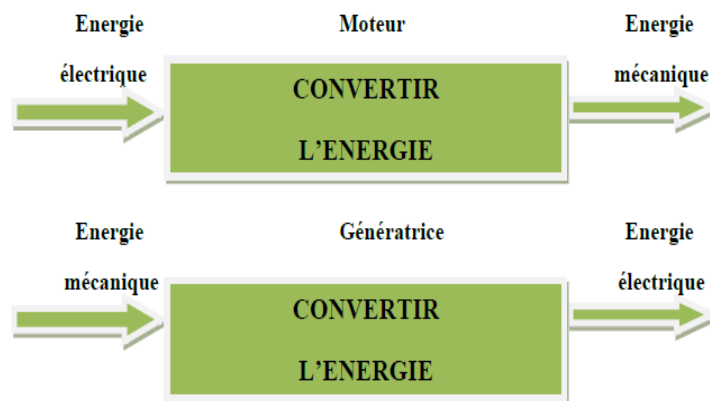 Energie Moteur Energie
électrique mécanique
CONVERTIR
L'ENERGIE
Energie Génératrice Energie
mécanique électrique
CONVERTIR
L'ENERGIE